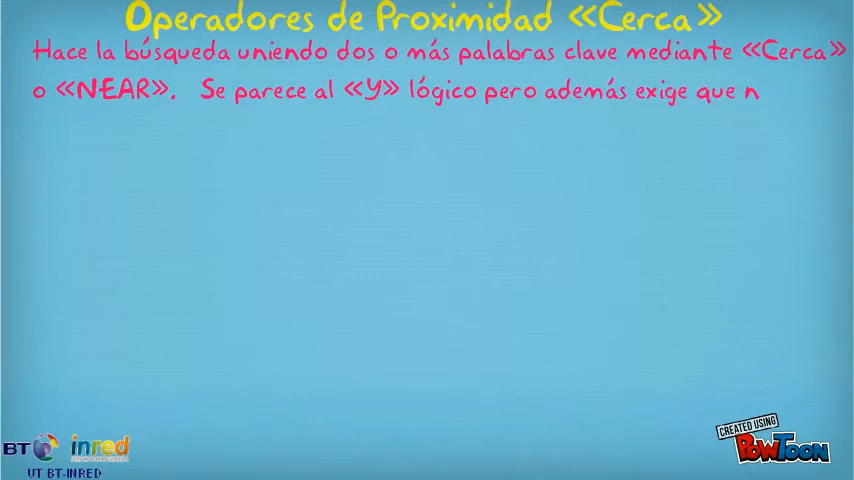 Operadores de Proximidad «Cerca»
Hace la búsqueda uniendo dos o más palabras clave mediante «Cerca»
o «NEAR». Se parece al «Y» lógico pero además exige que n
BT inred
UT BT-INRED
CREATED USING
POWTOON